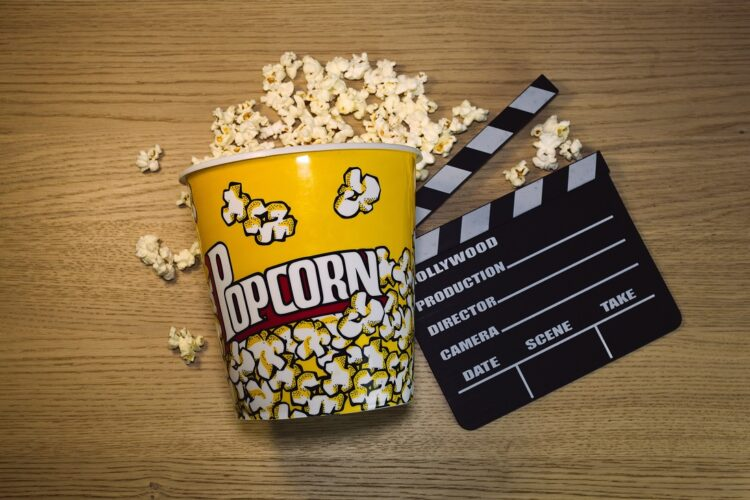 POPCORN
OLLYWOOD
PRODUCTION
DIRECTOR
CAMERA
DATE SCENE TAKE